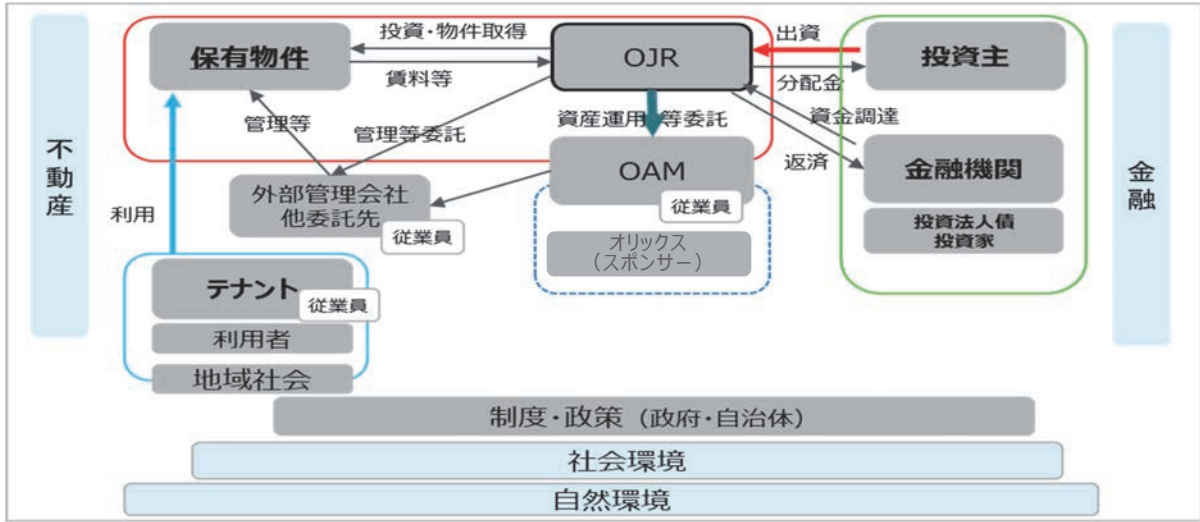 不動産
保有物件
投資・物件取得
賃料等
OJR
出資
分配金
投資主
管理等
管理等委託
資産運用 等委託
資金調達
返済
金融機関
投資法人債
投資家
金融
外部管理会社
他委託先
従業員
OAM
従業員
オリックス
(スポンサー)
利用
テナント
従業員
利用者
地域社会
制度・政策(政府・自治体)
社会環境
自然環境